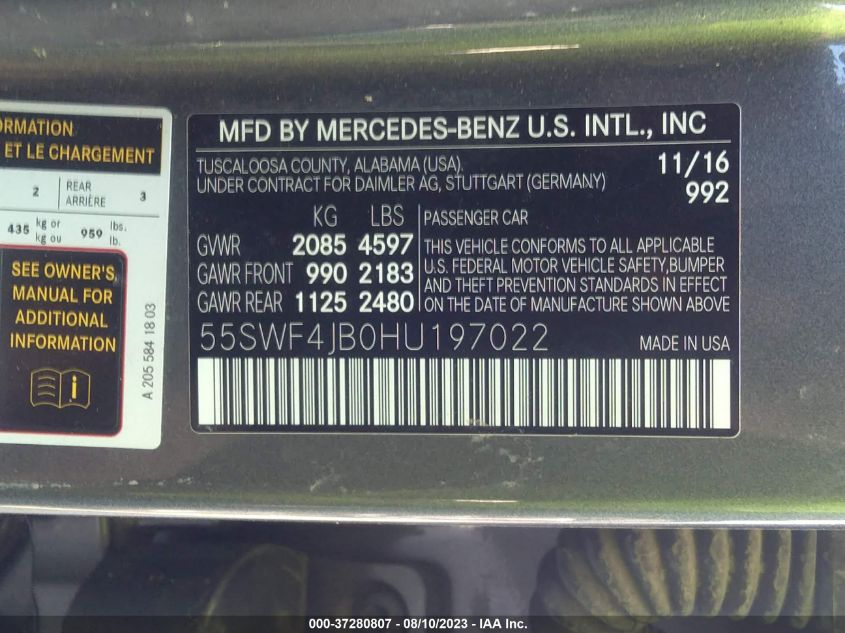 ORMATION
ET LE CHARGEMENT
2 REAR ARRIÈRE 3
435 kg or kg ou 959 lbs. lb.
SEE OWNER'S
MANUAL FOR
ADDITIONAL
INFORMATION
i
A 205 584 18 03
MFD BY MERCEDES-BENZ U.S. INTL., INC
TUSCALOOSA COUNTY, ALABAMA (USA) 11/16
UNDER CONTRACT FOR DAIMLER AG, STUTTGART (GERMANY) 992
KG LBS PASSENGER CAR
GVWR 2085 4597 THIS VEHICLE CONFORMS TO ALL APPLICABLE
GAWR FRONT 990 2183 U.S. FEDERAL MOTOR VEHICLE SAFETY,BUMPER
AND THEFT PREVENTION STANDARDS IN EFFECT
GAWR REAR 1125 2480 ON THE DATE OF MANUFACTURE SHOWN ABOVE
55SWF4JB0HU197022 MADE IN USA
000-37280807 - 08/10/2023 - IAA Inc.